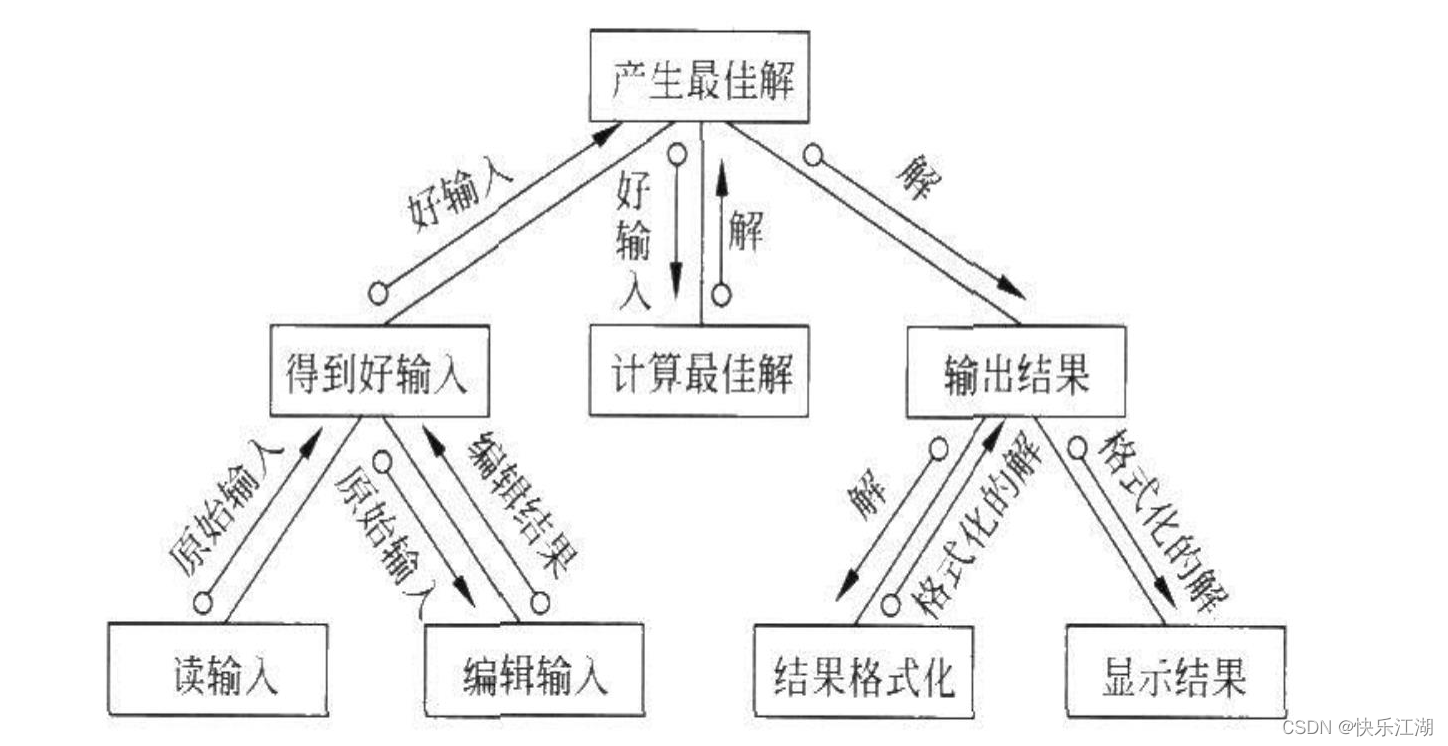 产生最佳解
好输入
好输入
解
解
得到好输入
计算最佳解
输出结果
原始输入
原始输入
编辑结果
解
格式化的解
格式化的解
读输入
编辑输入
结果格式化
显示结果
CSDN @快乐江湖